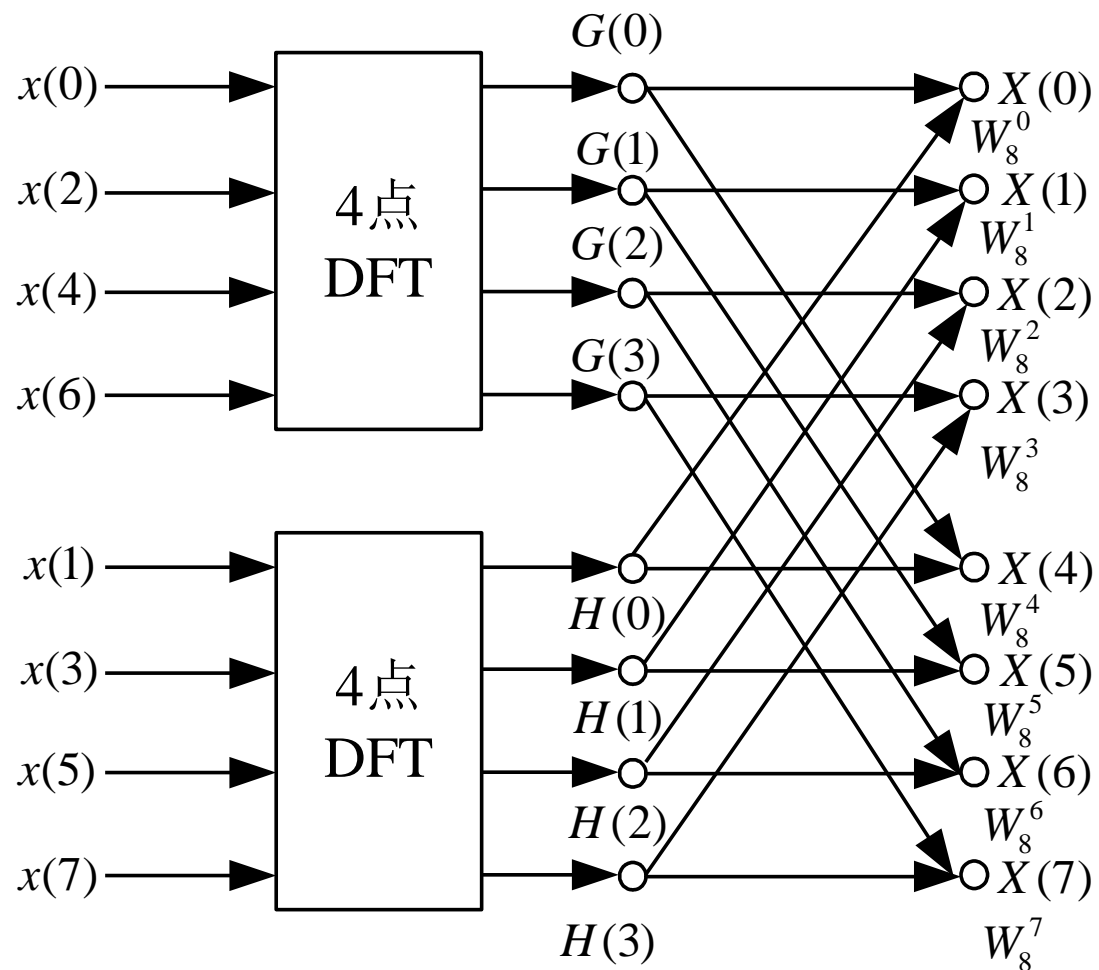 G(0)
x(0)
X(0)
W_8^0
G(1)
x(2)
X(1)
4点
DFT
W_8^1
G(2)
x(4)
X(2)
W_8^2
G(3)
x(6)
X(3)
W_8^3
x(1)
X(4)
H(0)
W_8^4
x(3)
X(5)
4点
DFT
H(1)
W_8^5
x(5)
X(6)
H(2)
W_8^6
x(7)
X(7)
H(3)
W_8^7